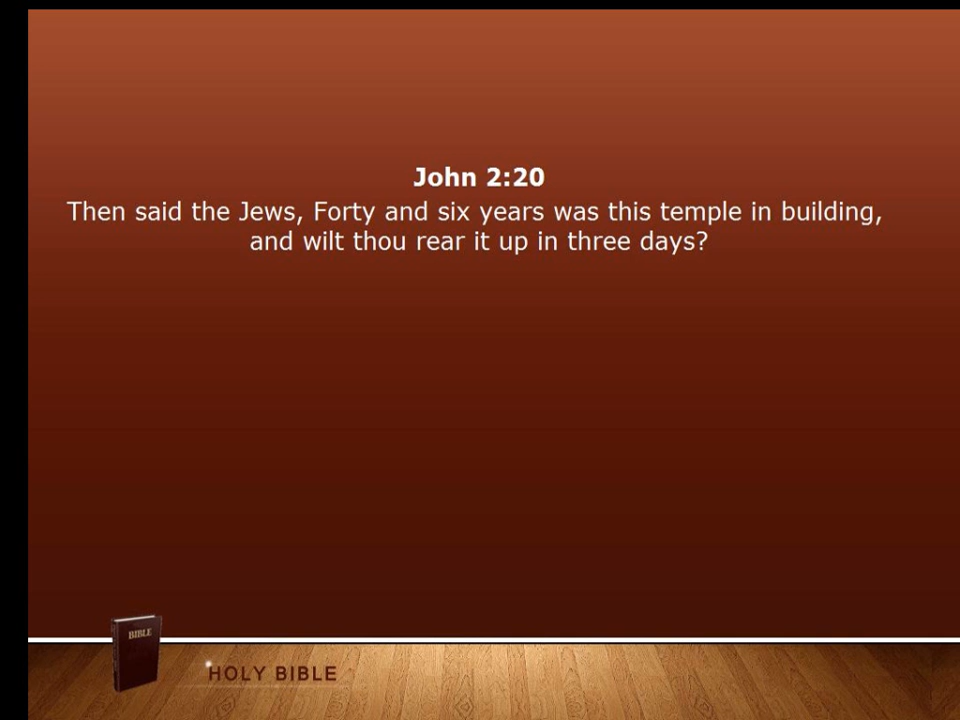 John 2:20
Then said the Jews, Forty and six years was this temple in building,
and wilt thou rear it up in three days?
BIBLE
HOLY BIBLE